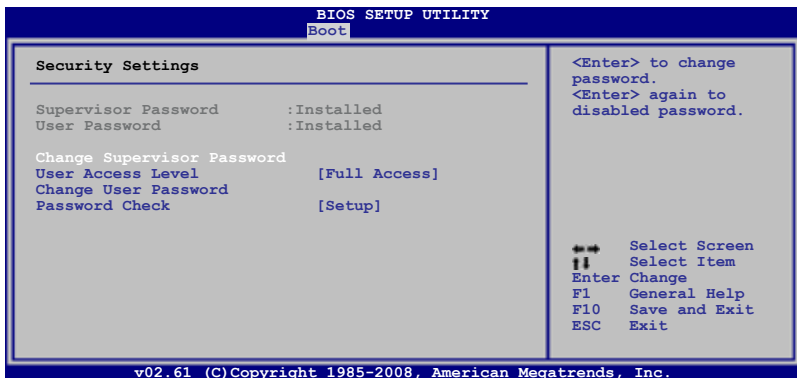 BIOS SETUP UTILITY
Boot
Security Settings
Supervisor Password :Installed
User Password :Installed
Change Supervisor Password
User Access Level [Full Access]
Change User Password
Password Check [Setup]
<Enter> to change
password.
<Enter> again to
disabled password.
Select Screen
Select Item
Enter Change
F1 General Help
F10 Save and Exit
ESC Exit
v02.61 (C)Copyright 1985-2008, American Megatrends, Inc.